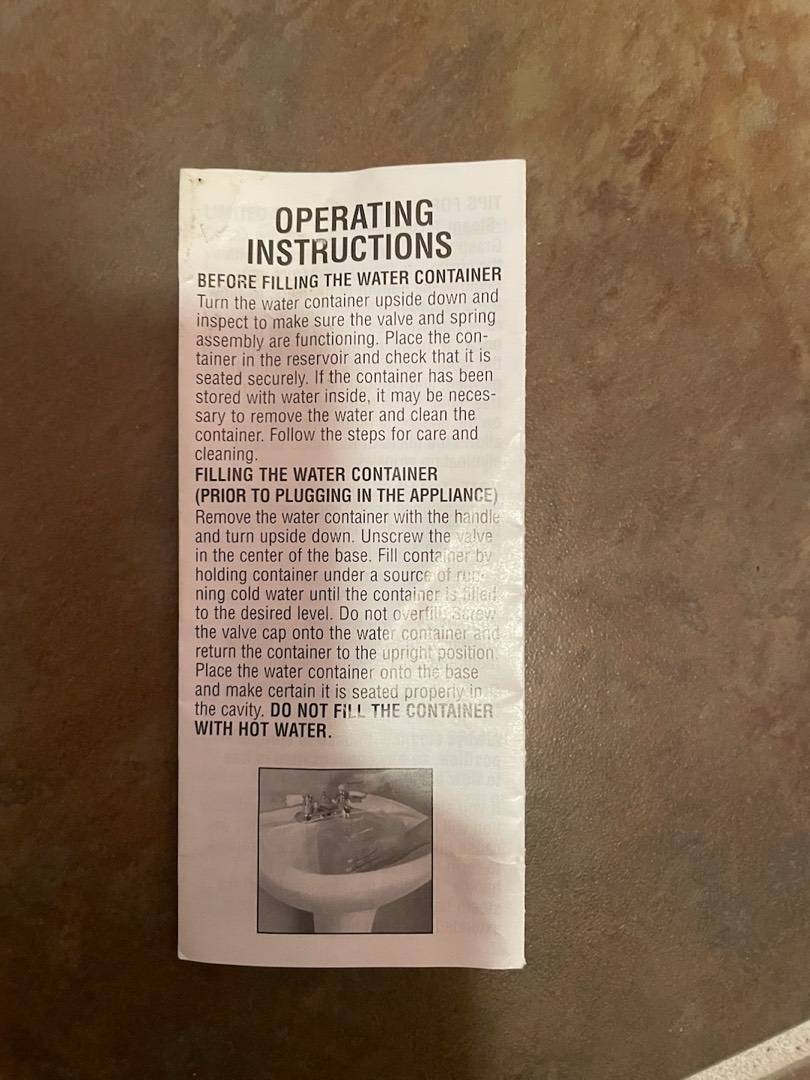 OPERATING
INSTRUCTIONS
BEFORE FILLING THE WATER CONTAINER
Turn the water container upside down and
inspect to make sure the valve and spring
assembly are functioning. Place the con-
tainer in the reservoir and check that it is
seated securely. If the container has been
stored with water inside, it may be neces-
sary to remove the water and clean the
container. Follow the steps for care and
cleaning.
FILLING THE WATER CONTAINER
(PRIOR TO PLUGGING IN THE APPLIANCE)
Remove the water container with the handle
and turn upside down. Unscrew the valve
in the center of the base. Fill container by
holding container under a source of run-
ning cold water until the container is filled
to the desired level. Do not overfill. Screw
the valve cap onto the water container and
return the container to the upright position.
Place the water container onto the base
and make certain it is seated properly in
the cavity. DO NOT FILL THE CONTAINER
WITH HOT WATER.